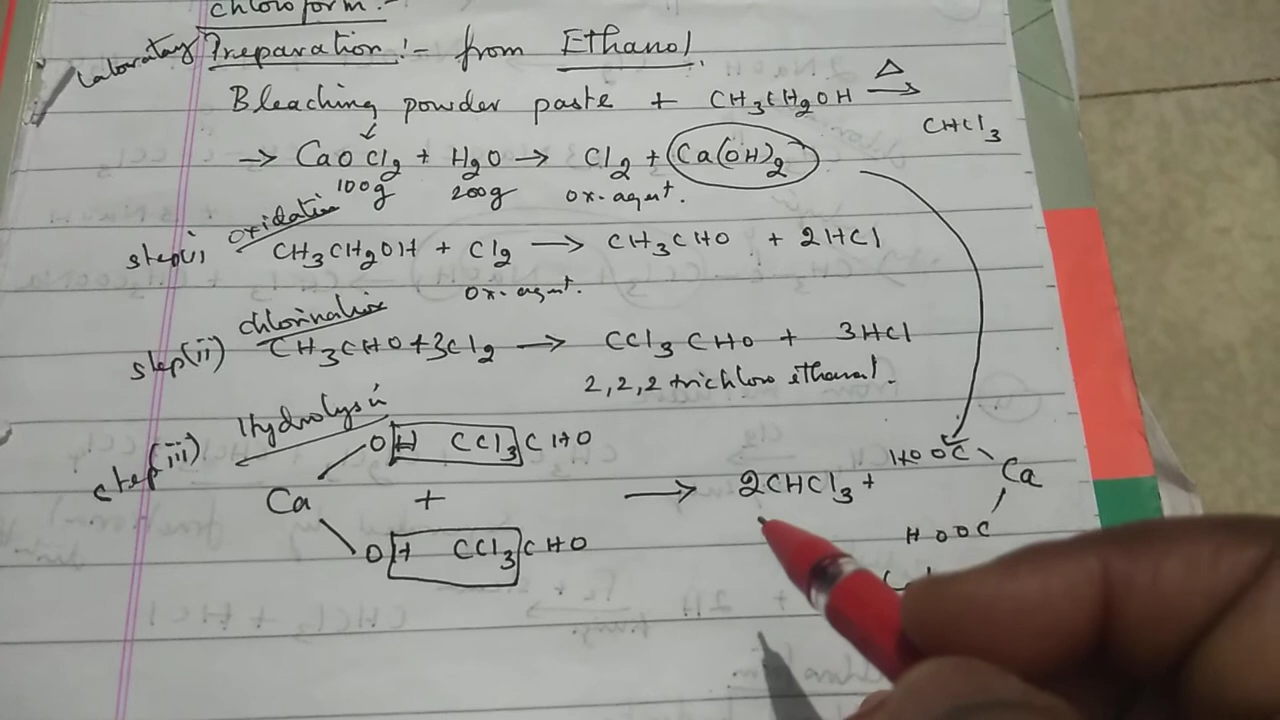 chloroform :-
Laboratory Preparation :- from Ethanol.
Bleaching powder paste + CH3CH2OH →
Δ
CHCl3
→ CaOCl2 + H2O → Cl2 + Ca(OH)2
100g 200g ox. agent.
step(i) oxidation
CH3CH2OH + Cl2 → CH3CHO + 2HCl
ox. agent.
step(ii) chlorination
CH3CHO + 3Cl2 → CCl3CHO + 3HCl
2,2,2 trichloro ethanal.
step(iii) Hydrolysis
OH CCl3CHO
Ca + → 2CHCl3 + HOOC Ca
OH CCl3CHO HOOC